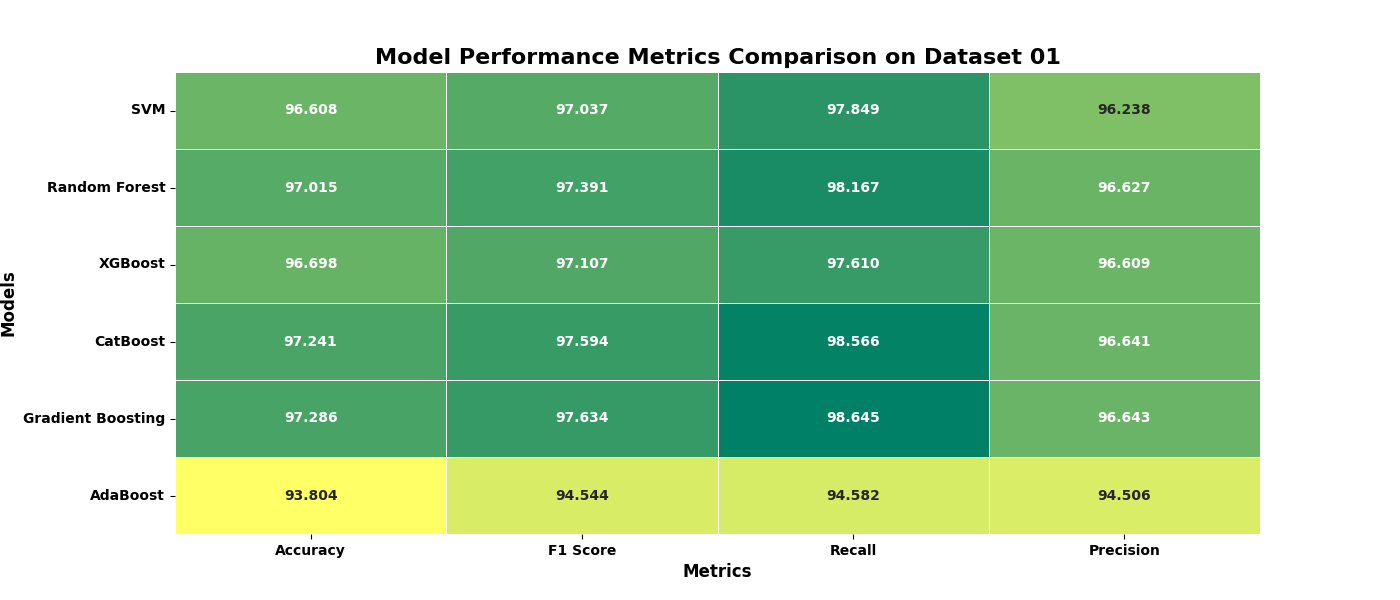 Model Performance Metrics Comparison on Dataset 01
Models
SVM 96.608 97.037 97.849 96.238
Random Forest 97.015 97.391 98.167 96.627
XGBoost 96.698 97.107 97.610 96.609
CatBoost 97.241 97.594 98.566 96.641
Gradient Boosting 97.286 97.634 98.645 96.643
AdaBoost 93.804 94.544 94.582 94.506
Accuracy F1 Score Recall Precision
Metrics